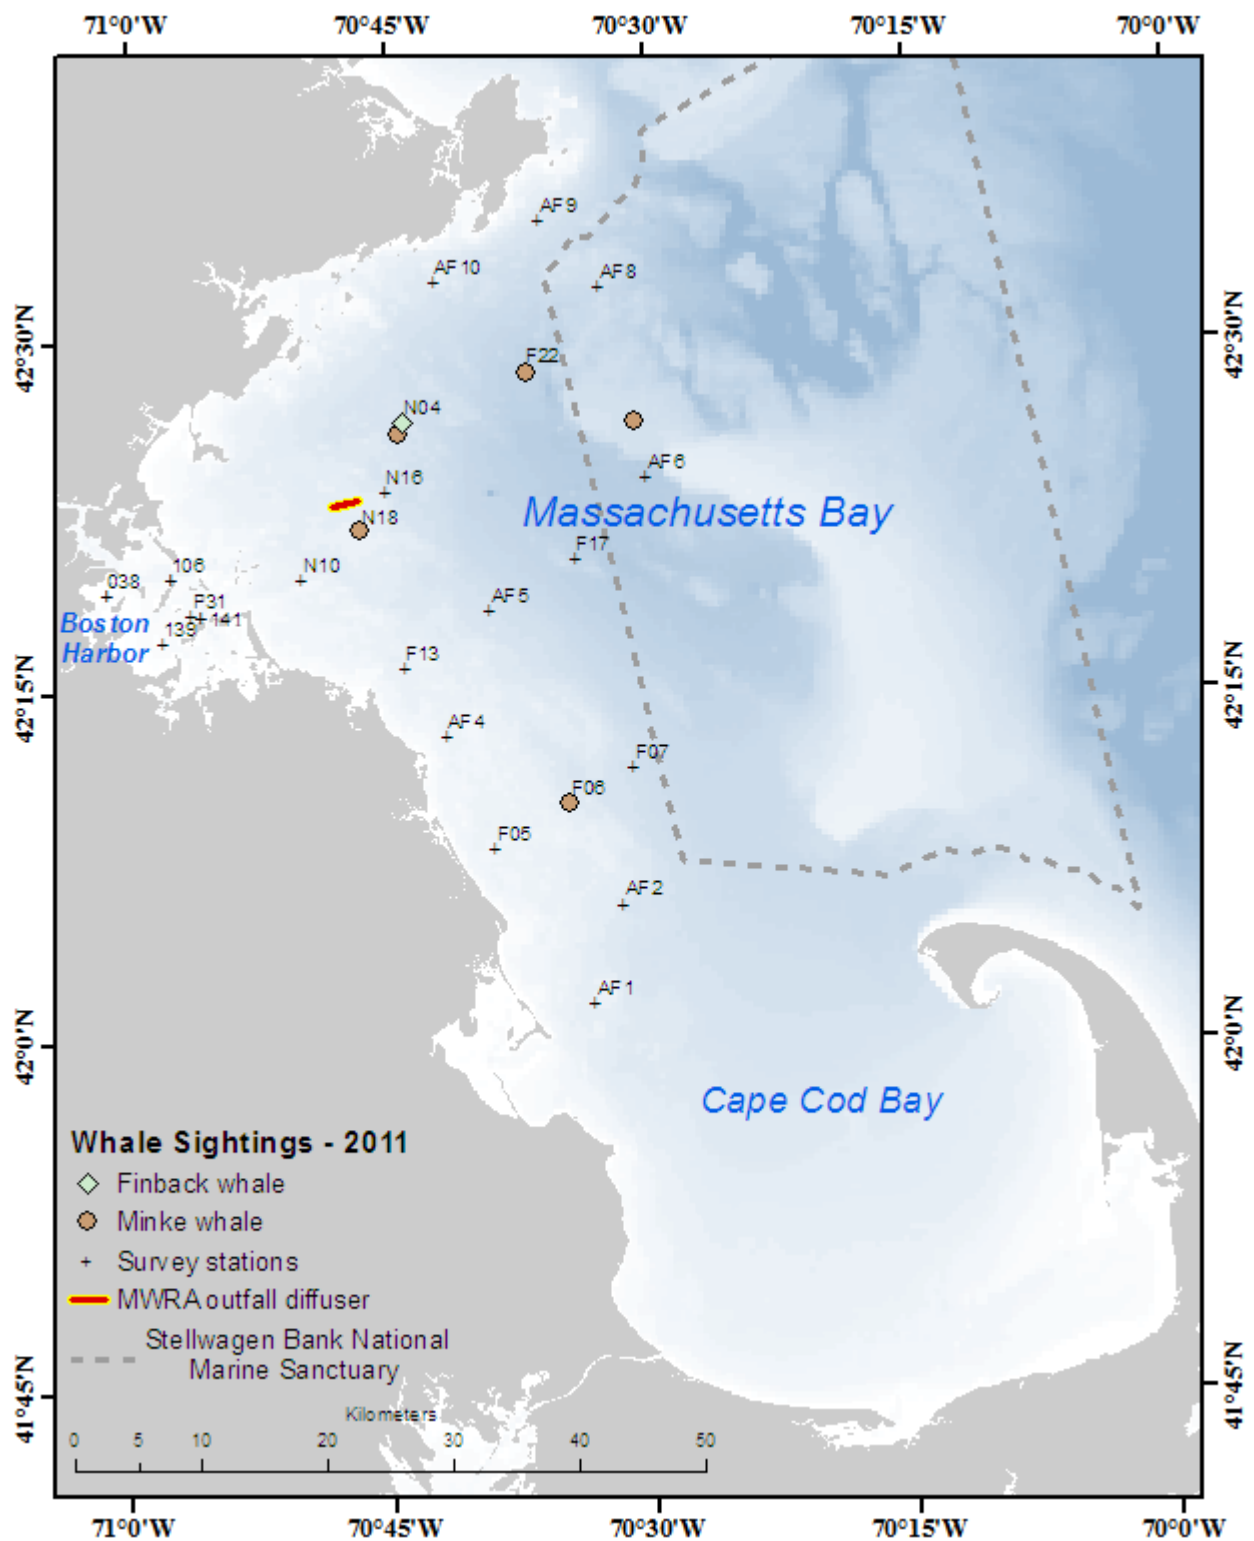 71°0'W 70°45'W 70°30'W 70°15'W 70°0'W
AF9
AF10
AF8
42°30'N
42°30'N
F22
N04
AF6
N16
Massachusetts Bay
N18
F17
106
N10
038
AF5
F31
141
Boston
Harbor
139
F13
42°15'N
42°15'N
AF4
F07
F06
F05
AF2
AF1
42°0'N
42°0'N
Cape Cod Bay
Whale Sightings - 2011
Finback whale
Minke whale
Survey stations
MWRA outfall diffuser
Stellwagen Bank National
Marine Sanctuary
41°45'N
41°45'N
Kilometers
0 5 10 20 30 40 50
71°0'W 70°45'W 70°30'W 70°15'W 70°0'W